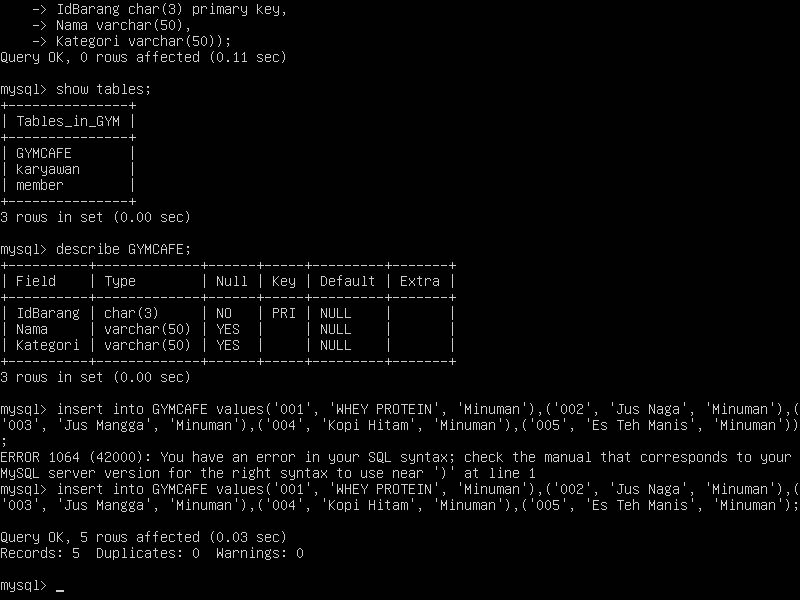 -> IdBarang char(3) primary key,
    -> Nama varchar(50),
    -> Kategori varchar(50));
Query OK, 0 rows affected (0.11 sec)

mysql> show tables;
+---------------+
| Tables_in_GYM |
+---------------+
| GYMCAFE       |
| karyawan      |
| member        |
+---------------+
3 rows in set (0.00 sec)

mysql> describe GYMCAFE;
+----------+-------------+------+-----+---------+-------+
| Field    | Type        | Null | Key | Default | Extra |
+----------+-------------+------+-----+---------+-------+
| IdBarang | char(3)     | NO   | PRI | NULL    |       |
| Nama     | varchar(50) | YES  |     | NULL    |       |
| Kategori | varchar(50) | YES  |     | NULL    |       |
+----------+-------------+------+-----+---------+-------+
3 rows in set (0.00 sec)

mysql> insert into GYMCAFE values('001', 'WHEY PROTEIN', 'Minuman'),('002', 'Jus Naga', 'Minuman'),(
'003', 'Jus Mangga', 'Minuman'),('004', 'Kopi Hitam', 'Minuman'),('005', 'Es Teh Manis', 'Minuman'))
;
ERROR 1064 (42000): You have an error in your SQL syntax; check the manual that corresponds to your
MySQL server version for the right syntax to use near ')' at line 1
mysql> insert into GYMCAFE values('001', 'WHEY PROTEIN', 'Minuman'),('002', 'Jus Naga', 'Minuman'),(
'003', 'Jus Mangga', 'Minuman'),('004', 'Kopi Hitam', 'Minuman'),('005', 'Es Teh Manis', 'Minuman');

Query OK, 5 rows affected (0.03 sec)
Records: 5  Duplicates: 0  Warnings: 0

mysql> _